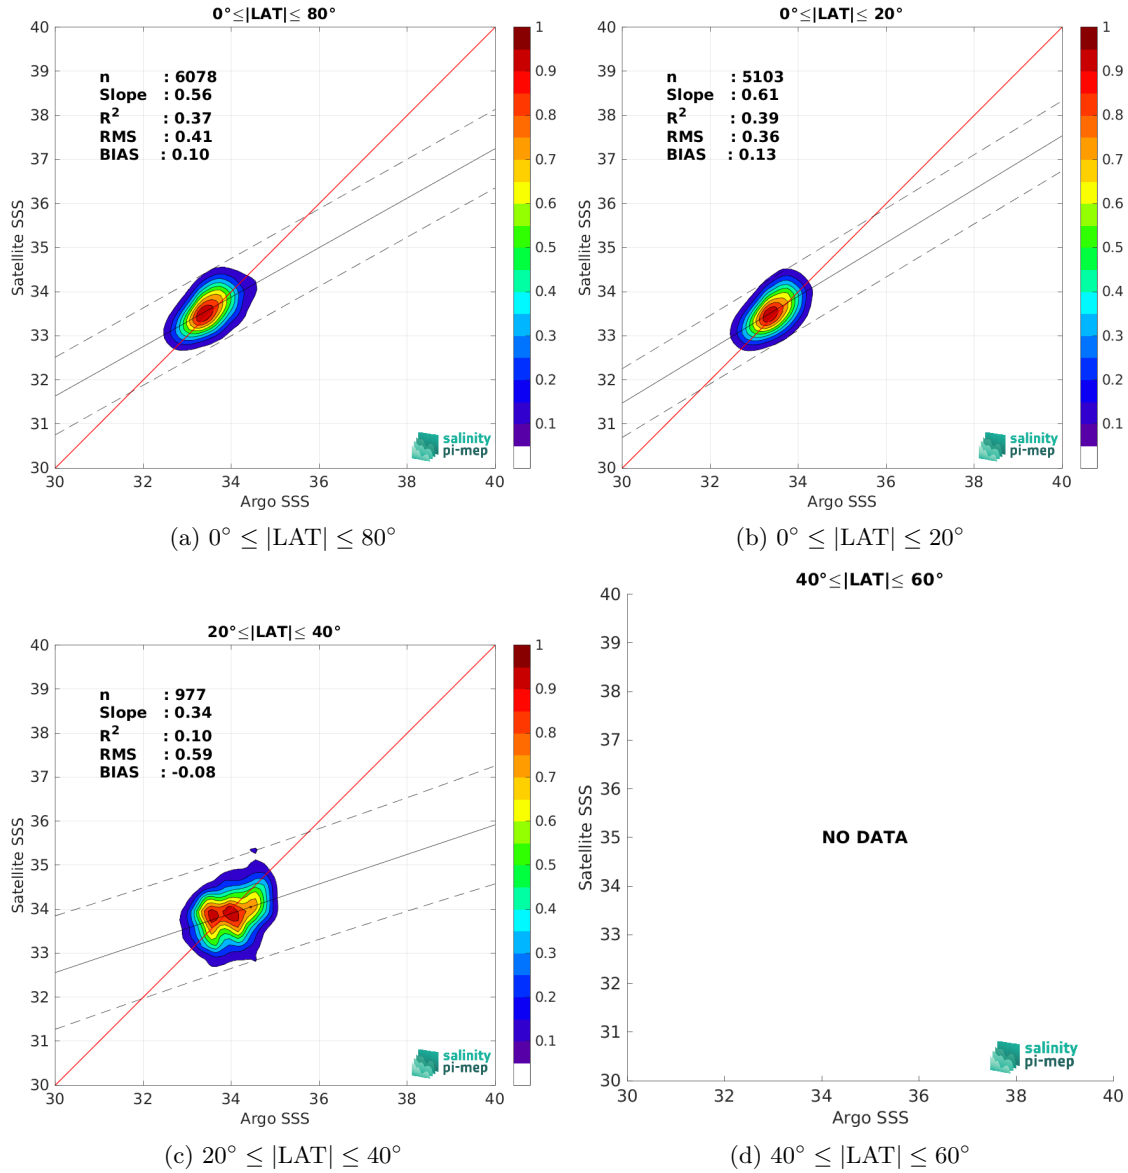 0°≤|LAT|≤ 80°
n : 6078
Slope : 0.56
R² : 0.37
RMS : 0.41
BIAS : 0.10
40
39
38
37
36
35
34
33
32
31
30
Satellite SSS
30 32 34 36 38 40
Argo SSS
1
0.9
0.8
0.7
0.6
0.5
0.4
0.3
0.2
0.1
salinity
pi-mep
(a) 0° ≤ |LAT| ≤ 80°
0°≤|LAT|≤ 20°
n : 5103
Slope : 0.61
R² : 0.39
RMS : 0.36
BIAS : 0.13
40
39
38
37
36
35
34
33
32
31
30
Satellite SSS
30 32 34 36 38 40
Argo SSS
1
0.9
0.8
0.7
0.6
0.5
0.4
0.3
0.2
0.1
salinity
pi-mep
(b) 0° ≤ |LAT| ≤ 20°
20°≤|LAT|≤ 40°
n : 977
Slope : 0.34
R² : 0.10
RMS : 0.59
BIAS : -0.08
40
39
38
37
36
35
34
33
32
31
30
Satellite SSS
30 32 34 36 38 40
Argo SSS
1
0.9
0.8
0.7
0.6
0.5
0.4
0.3
0.2
0.1
salinity
pi-mep
(c) 20° ≤ |LAT| ≤ 40°
40°≤|LAT|≤ 60°
40
39
38
37
36
35
34
33
32
31
30
Satellite SSS
NO DATA
30 32 34 36 38 40
Argo SSS
salinity
pi-mep
(d) 40° ≤ |LAT| ≤ 60°